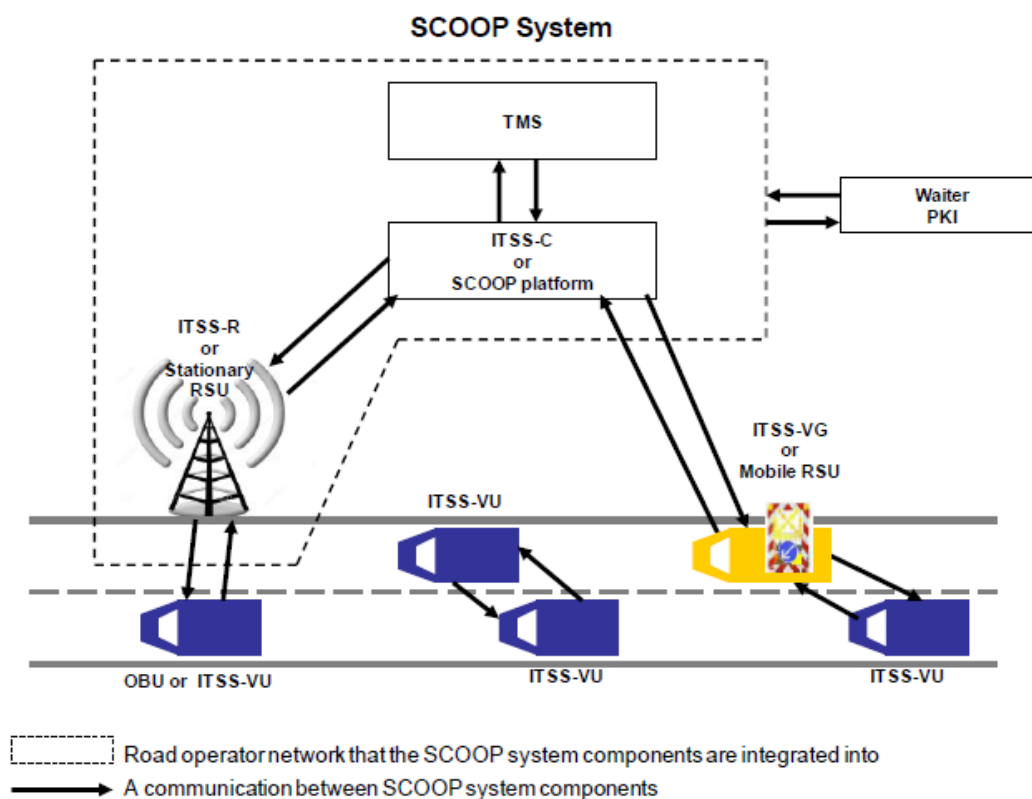 SCOOP System
TMS
Waiter
PKI
ITSS-C
or
SCOOP platform
ITSS-R
or
Stationary
RSU
ITSS-VG
or
Mobile RSU
ITSS-VU
OBU or ITSS-VU
ITSS-VU
ITSS-VU
Road operator network that the SCOOP system components are integrated into
A communication between SCOOP system components